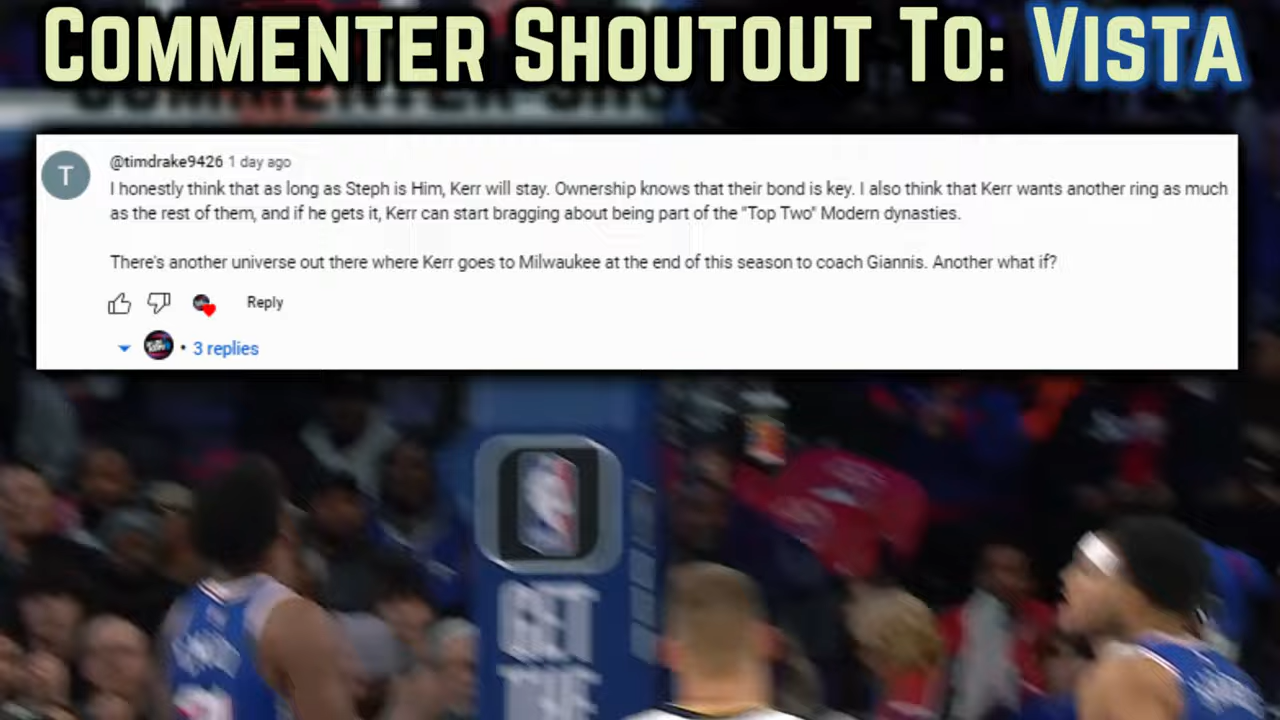 COMMENTER SHOUTOUT TO: VISTA
T
@timdrake9426 1 day ago
I honestly think that as long as Steph is Him, Kerr will stay. Ownership knows that their bond is key. I also think that Kerr wants another ring as much
as the rest of them, and if he gets it, Kerr can start bragging about being part of the "Top Two" Modern dynasties.
There's another universe out there where Kerr goes to Milwaukee at the end of this season to coach Giannis. Another what if?
Reply
• 3 replies
GET
THE